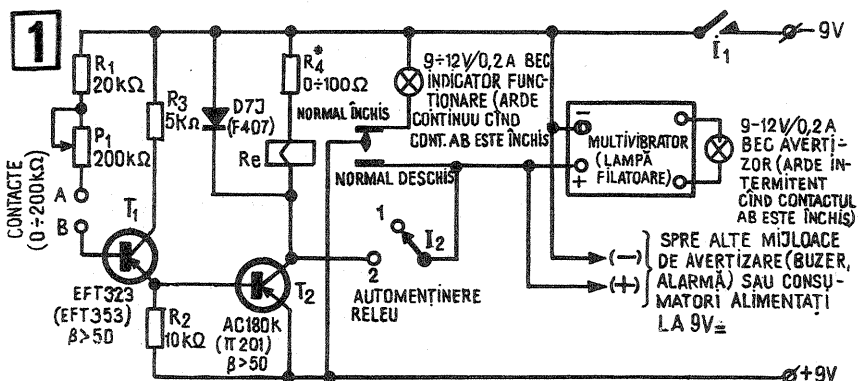 1
R1
20kΩ
P1
200kΩ
CONTACTE
(0÷200kΩ)
A
B
T1
EFT323
(EFT353)
β>50
R3
5KΩ
R2
10kΩ
D7J
(F407)
R4*
0÷100Ω
Re
T2
AC180K
(π201)
β>50
NORMAL ÎNCHIS
NORMAL DESCHIS
9÷12V/0,2A BEC
INDICATOR FUNC-
ȚIONARE (ARDE
CONTINUU CÎND
CONT. AB ESTE ÎNCHIS)
1
I2
2
AUTOMENȚINERE
RELEU
I1
-9V
-
MULTIVIBRATOR
(LAMPĂ
FILATOARE)
+
9-12V/0,2A
BEC AVERTI-
ZOR (ARDE IN-
TERMITENT
CÎND CONTACTUL
AB ESTE ÎNCHIS)
(-)
(+)
SPRE ALTE MIJLOACE
DE AVERTIZARE (BUZER,
ALARMĂ) SAU CONSU-
MATORI ALIMENTAȚI
LA 9V=
+9V